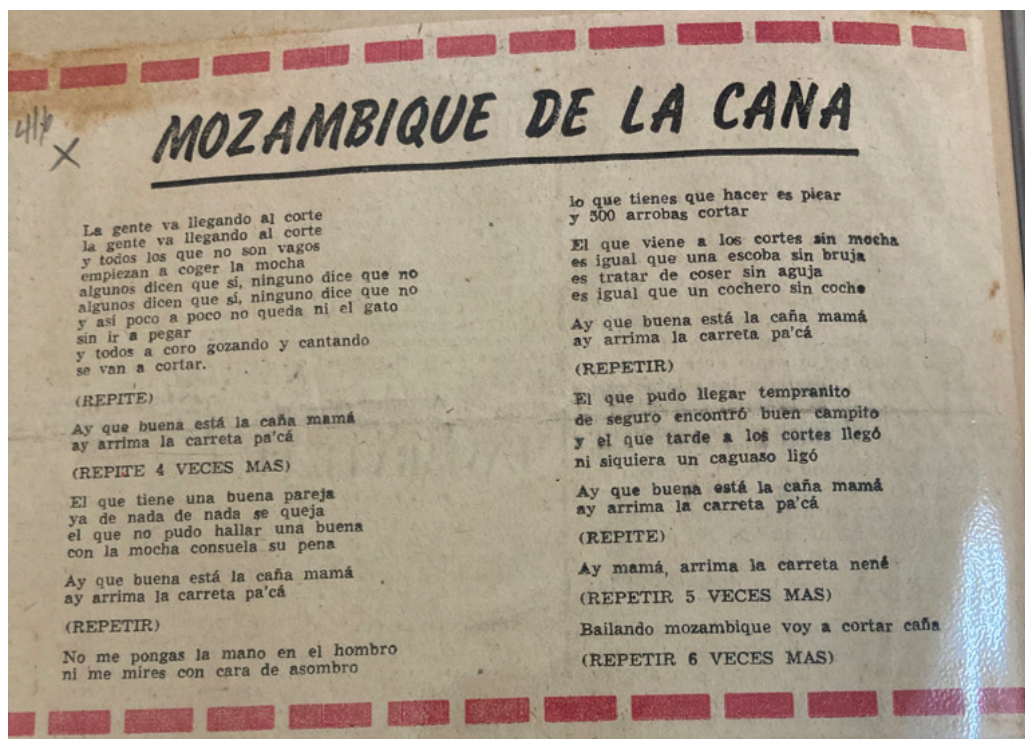 MOZAMBIQUE DE LA CANA
La gente va llegando al corte
la gente va llegando al corte
y todos los que no son vagos
empiezan a coger la mocha
algunos dicen que sí, ninguno dice que no
algunos dicen que sí, ninguno dice que no
y así poco a poco no queda ni el gato
sin ir a pegar
y todos a coro gozando y cantando
se van a cortar.
(REPITE)
Ay que buena está la caña mamá
ay arrima la carreta pa'cá
(REPITE 4 VECES MAS)
El que tiene una buena pareja
ya de nada de nada se queja
el que no pudo hallar una buena
con la mocha consuela su pena
Ay que buena está la caña mamá
ay arrima la carreta pa'cá
(REPETIR)
No me pongas la mano en el hombro
ni me mires con cara de asombro
lo que tienes que hacer es picar
y 500 arrobas cortar
El que viene a los cortes sin mocha
es igual que una escoba sin bruja
es tratar de coser sin aguja
es igual que un cochero sin coche
Ay que buena está la caña mamá
ay arrima la carreta pa'cá
(REPETIR)
El que pudo llegar tempranito
de seguro encontró buen campito
y el que tarde a los cortes llegó
ni siquiera un caguaso ligó
Ay que buena está la caña mamá
ay arrima la carreta pa'cá
(REPITE)
Ay mamá, arrima la carreta nené
(REPETIR 5 VECES MAS)
Bailando mozambique voy a cortar caña
(REPETIR 6 VECES MAS)